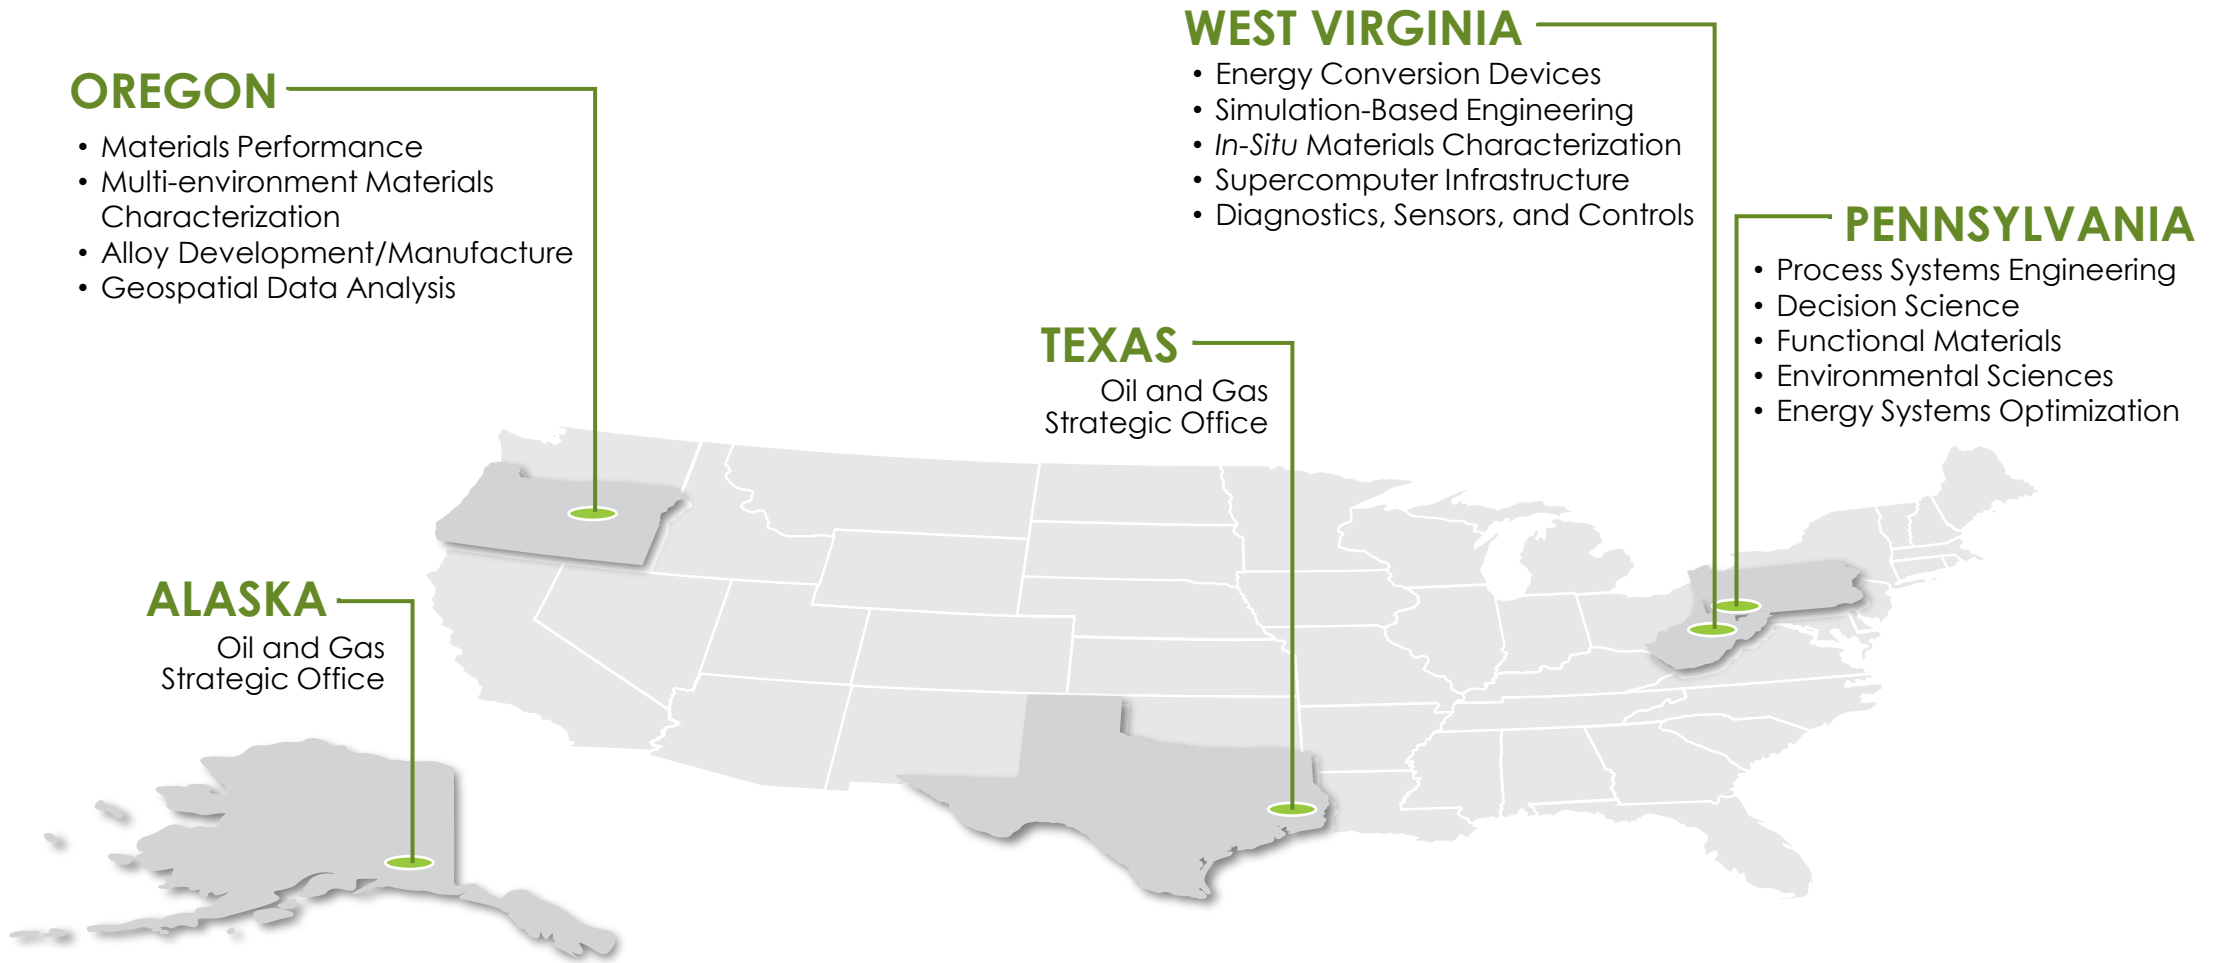 OREGON
• Materials Performance
• Multi-environment Materials
Characterization
• Alloy Development/Manufacture
• Geospatial Data Analysis
WEST VIRGINIA
• Energy Conversion Devices
• Simulation-Based Engineering
• In-Situ Materials Characterization
• Supercomputer Infrastructure
• Diagnostics, Sensors, and Controls
PENNSYLVANIA
• Process Systems Engineering
• Decision Science
• Functional Materials
• Environmental Sciences
• Energy Systems Optimization
TEXAS
Oil and Gas
Strategic Office
ALASKA
Oil and Gas
Strategic Office